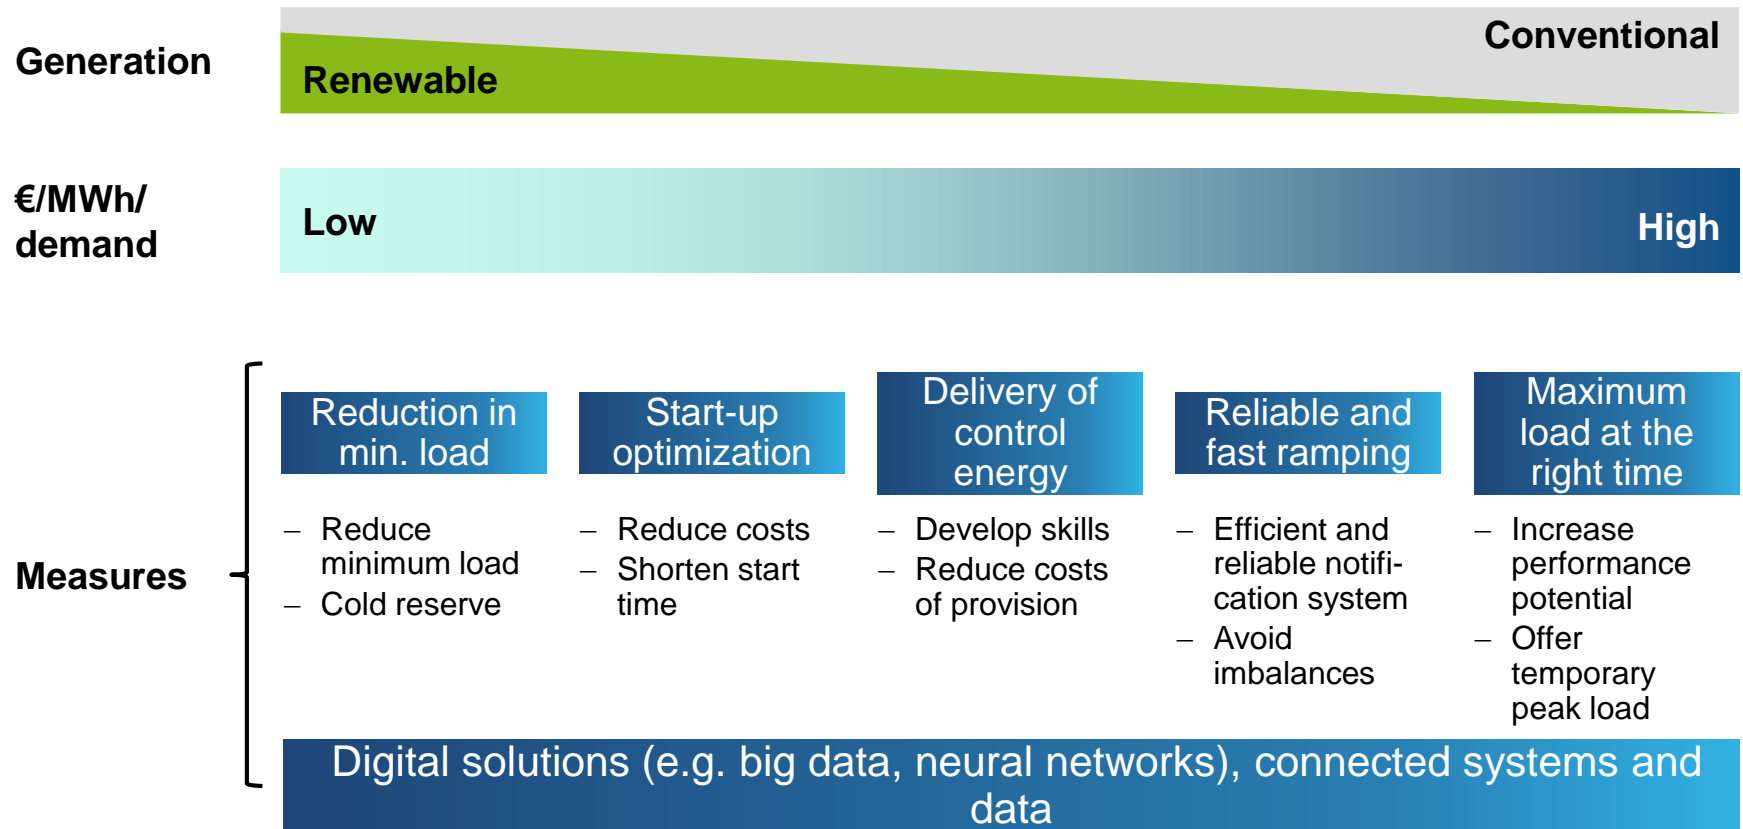 Generation
Conventional
Renewable
€/MWh/
demand
Low
High
Measures
Reduction in
min. load
– Reduce
minimum load
– Cold reserve
Start-up
optimization
– Reduce costs
– Shorten start
time
Delivery of
control
energy
– Develop skills
– Reduce costs
of provision
Reliable and
fast ramping
– Efficient and
reliable notifi-
cation system
– Avoid
imbalances
Maximum
load at the
right time
– Increase
performance
potential
– Offer
temporary
peak load
Digital solutions (e.g. big data, neural networks), connected systems and
data